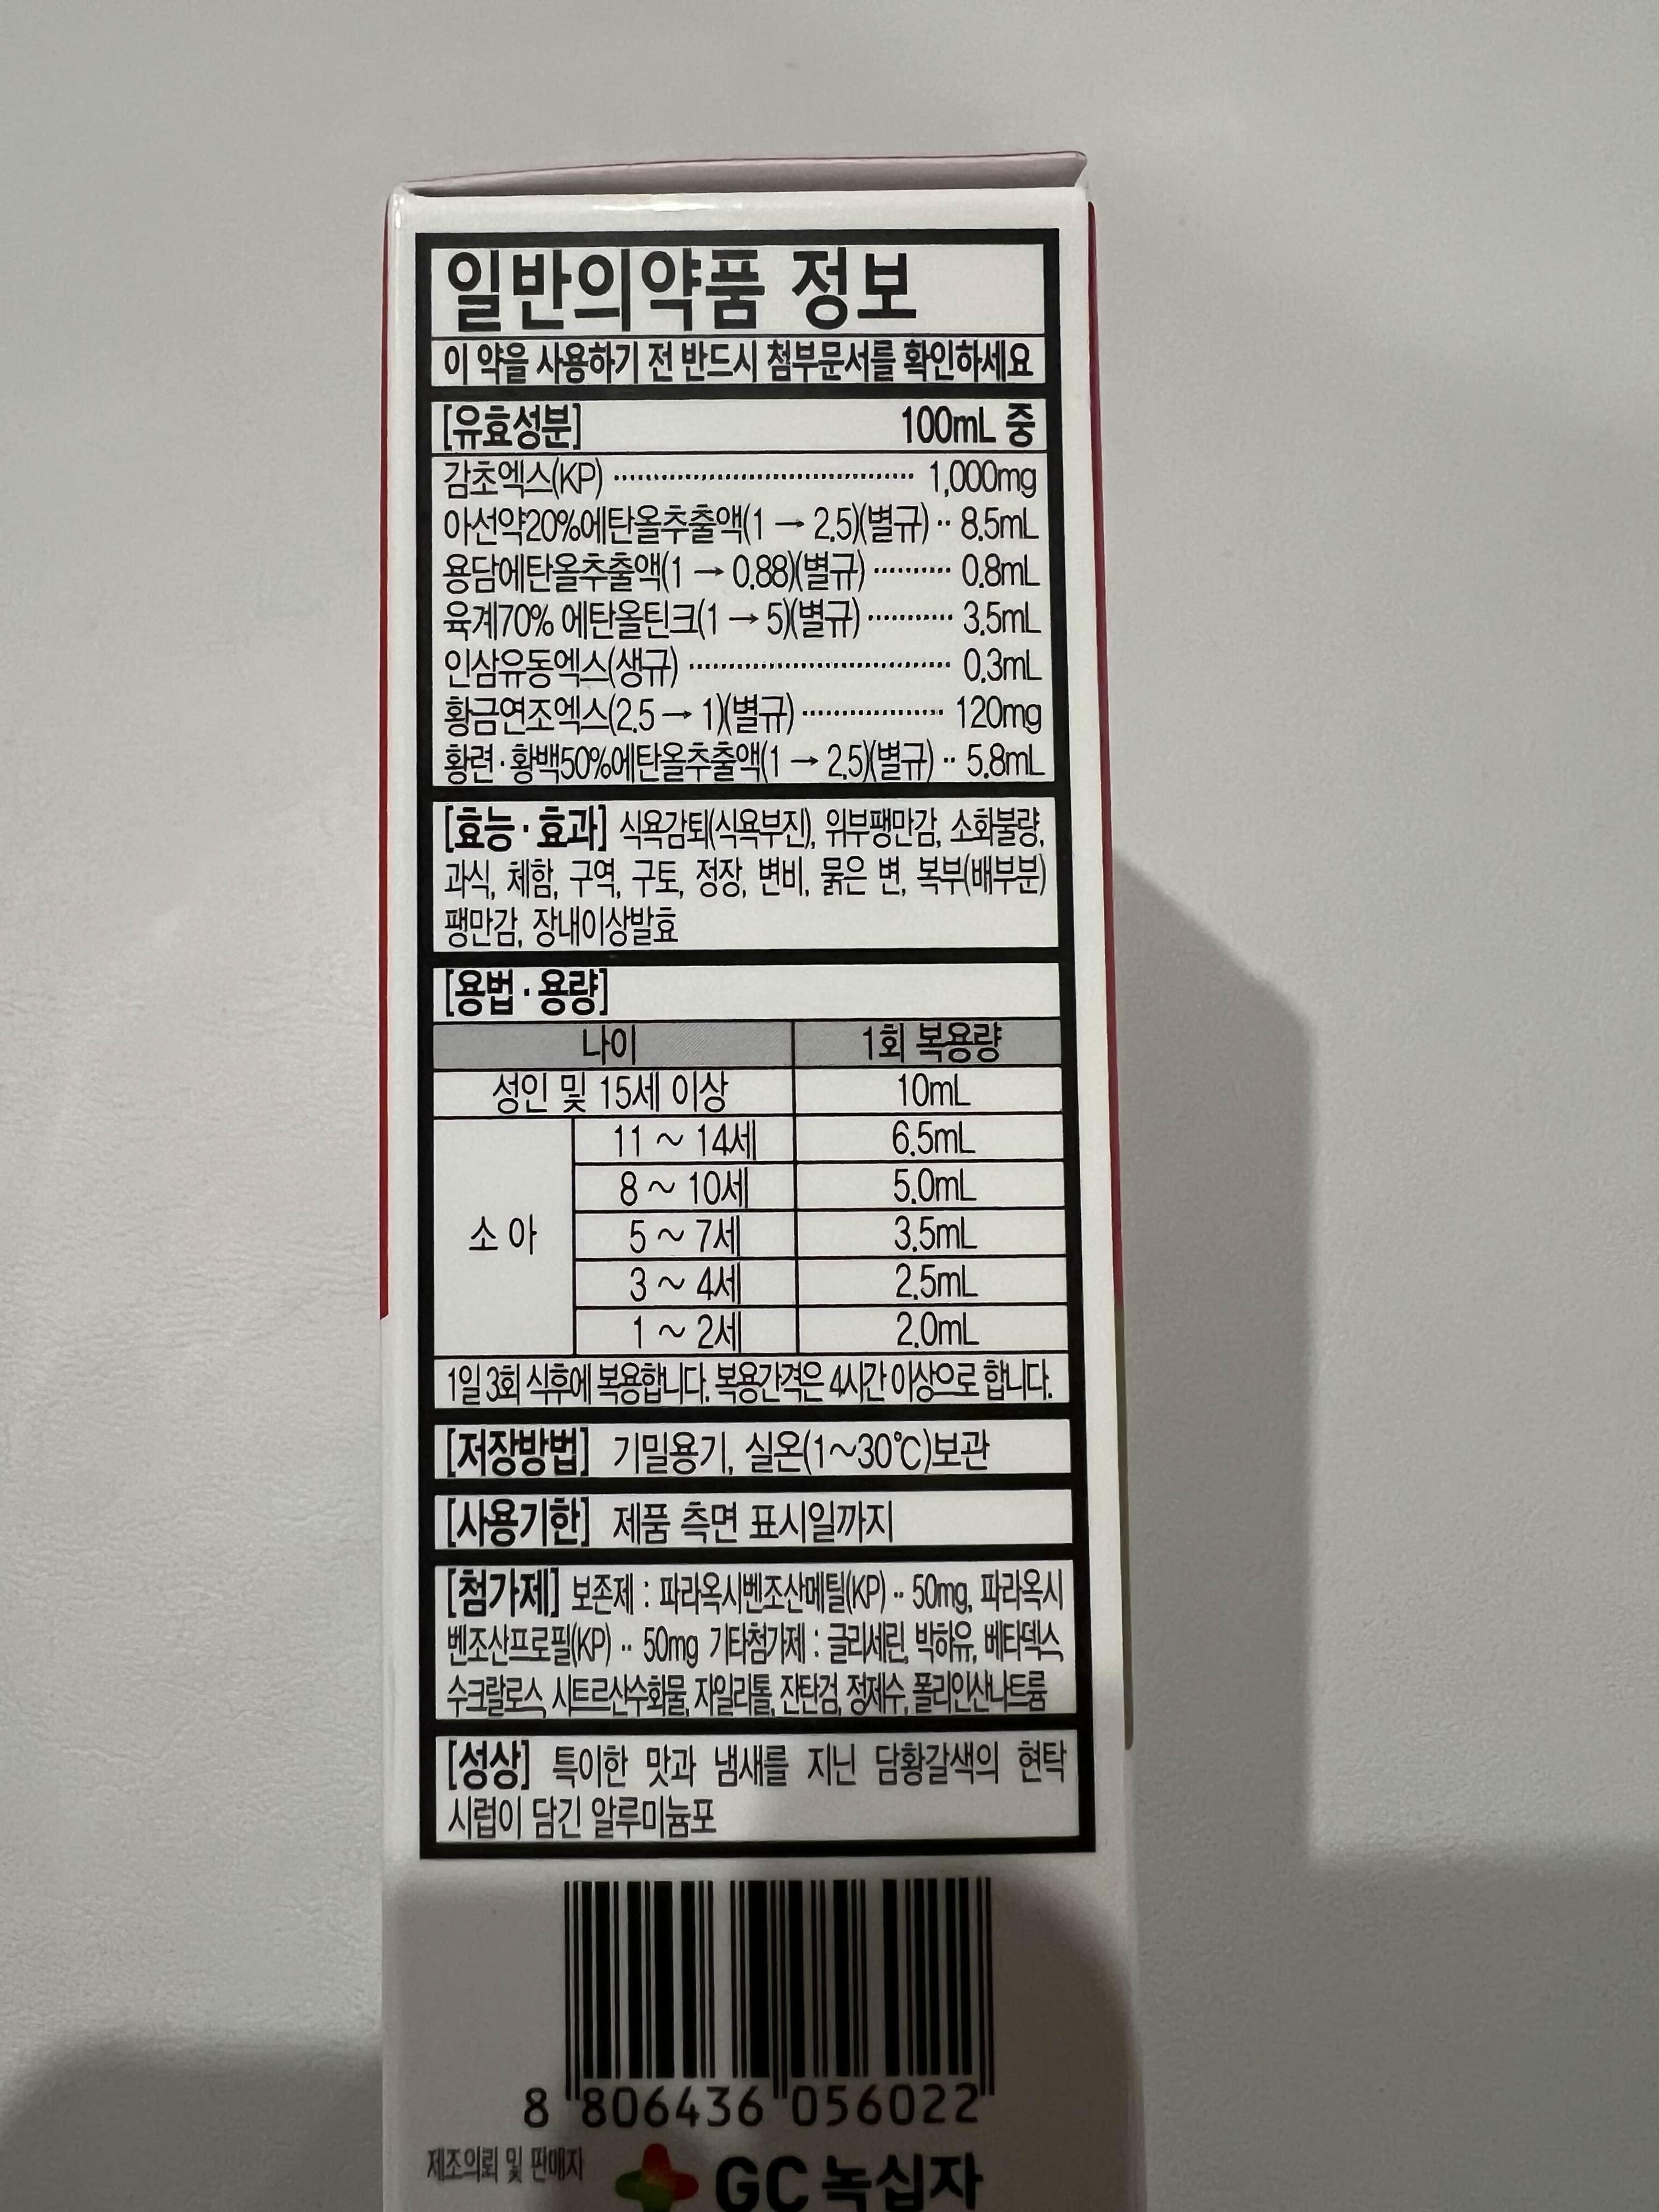 일반의약품 정보
이 약을 사용하기 전 반드시 첨부문서를 확인하세요
[유효성분] 100mL 중
감초엑스(KP) ········ 1,000mg
아선약20%에탄올추출액(1 → 2.5)(별규) ·· 8.5mL
용담에탄올추출액(1 → 0.88)(별규) ········ 0.8mL
육계70% 에탄올틴크(1 → 5)(별규) ········ 3.5mL
인삼유동엑스(생규) ········ 0.3mL
황금연조엑스(2.5 → 1)(별규) ········ 120mg
황련·황백50%에탄올추출액(1 → 2.5)(별규) ·· 5.8mL
[효능·효과] 식욕감퇴(식욕부진), 위부팽만감, 소화불량,
과식, 체함, 구역, 구토, 정장, 변비, 묽은 변, 복부(배부분)
팽만감, 장내이상발효
[용법·용량]
나이 1회 복용량
성인 및 15세 이상 10mL
소 아 11 ~ 14세 6.5mL
8 ~ 10세 5.0mL
5 ~ 7세 3.5mL
3 ~ 4세 2.5mL
1 ~ 2세 2.0mL
1일 3회 식후에 복용합니다. 복용간격은 4시간 이상으로 합니다.
[저장방법] 기밀용기, 실온(1~30℃)보관
[사용기한] 제품 측면 표시일까지
[첨가제] 보존제 : 파라옥시벤조산메틸(KP) ·· 50mg, 파라옥시
벤조산프로필(KP) ·· 50mg 기타첨가제 : 글리세린, 박하유, 베타덱스,
수크랄로스, 시트르산수화물, 자일리톨, 잔탄검, 정제수, 폴리인산나트륨
[성상] 특이한 맛과 냄새를 지닌 담황갈색의 현탁
시럽이 담긴 알루미늄포
8 806436 056022
제조의뢰 및 판매자
GC 녹십자